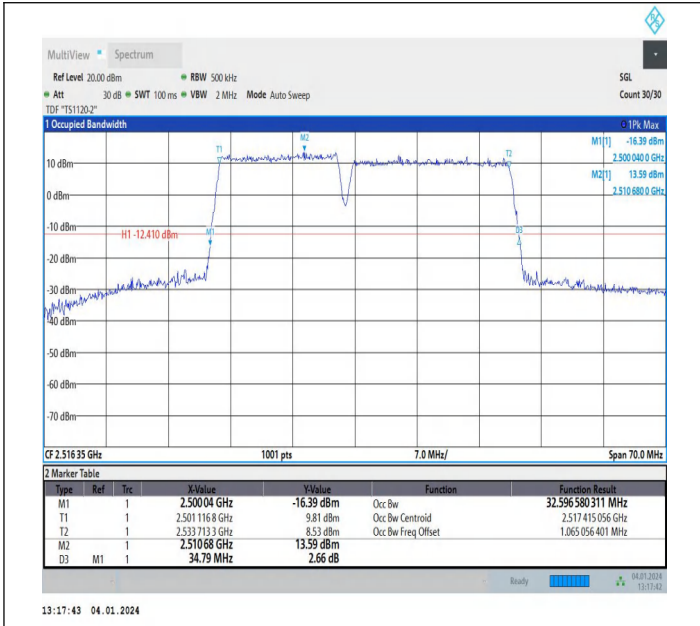 R S
MultiView Spectrum
Ref Level 20.00 dBm RBW 500 kHz SGL
Att 30 dB SWT 100 ms VBW 2 MHz Mode Auto Sweep Count 30/30
TDF "TS1120-2"
1 Occupied Bandwidth 1Pk Max
M1[1] -16.39 dBm
2.500 040 0 GHz
M2[1] 13.59 dBm
2.510 680 0 GHz
M2
T1
T2
10 dBm
0 dBm
-10 dBm
H1 -12.410 dBm
M1
D3
-20 dBm
-30 dBm
-40 dBm
-50 dBm
-60 dBm
-70 dBm
CF 2.516 35 GHz 1001 pts 7.0 MHz/ Span 70.0 MHz
2 Marker Table
Type Ref Trc X-Value Y-Value Function Function Result
M1 1 2.500 04 GHz -16.39 dBm Occ Bw 32.596 580 311 MHz
T1 1 2.501 116 8 GHz 9.81 dBm Occ Bw Centroid 2.517 415 056 GHz
T2 1 2.533 713 3 GHz 8.53 dBm Occ Bw Freq Offset 1.065 056 401 MHz
M2 1 2.510 68 GHz 13.59 dBm
D3 M1 1 34.79 MHz 2.66 dB
Ready 04.01.2024
13:17:42
13:17:43 04.01.2024